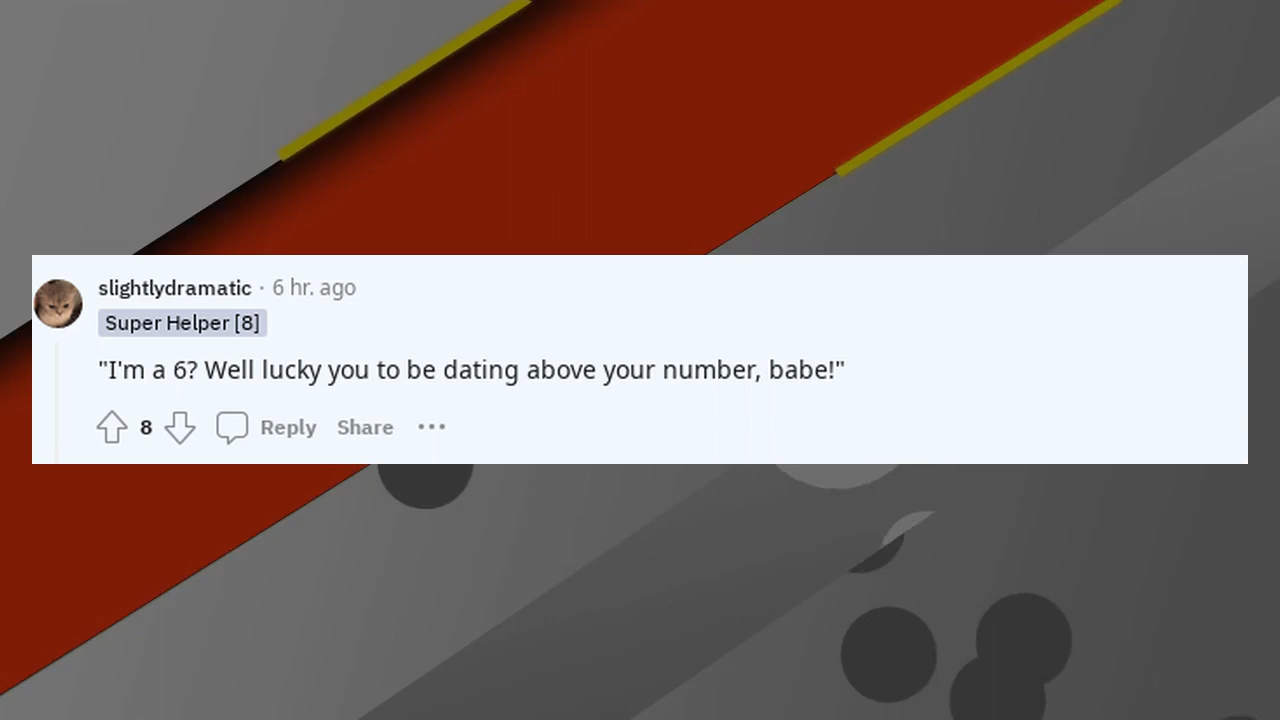 slightlydramatic · 6 hr. ago
Super Helper [8]
"I'm a 6? Well lucky you to be dating above your number, babe!"
8 Reply Share ···